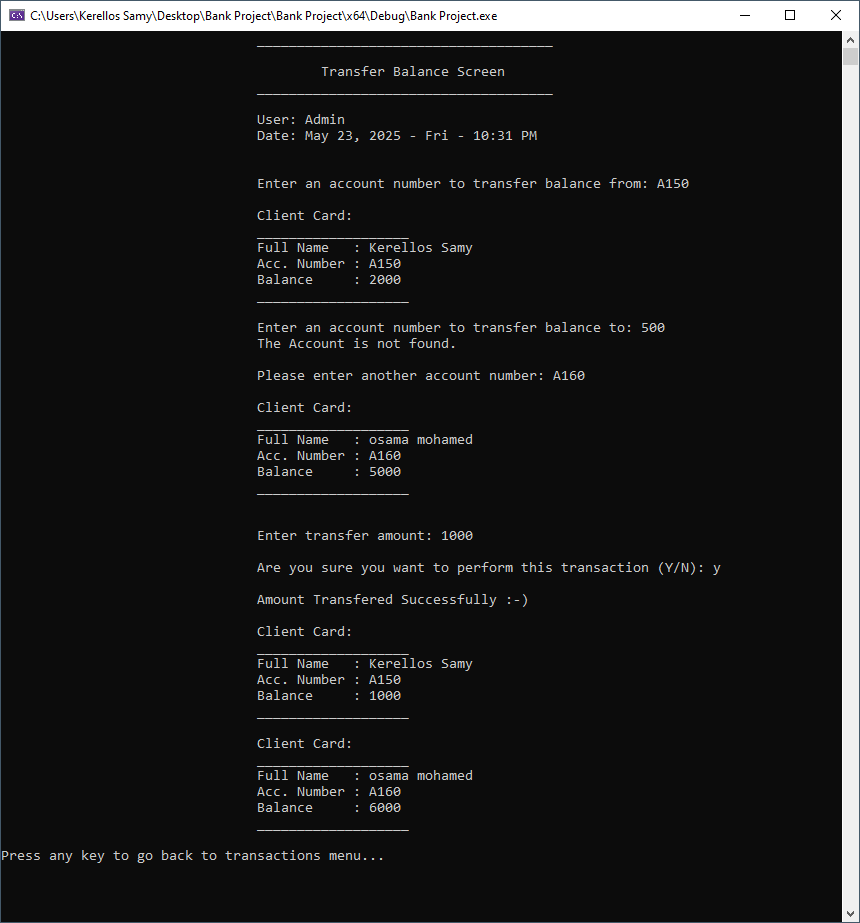 C:\Users\Kerellos Samy\Desktop\Bank Project\Bank Project\x64\Debug\Bank Project.exe
_____________________________________
Transfer Balance Screen
_____________________________________
User: Admin
Date: May 23, 2025 - Fri - 10:31 PM
Enter an account number to transfer balance from: A150
Client Card:
___________________
Full Name   : Kerellos Samy
Acc. Number : A150
Balance     : 2000
___________________
Enter an account number to transfer balance to: 500
The Account is not found.
Please enter another account number: A160
Client Card:
___________________
Full Name   : osama mohamed
Acc. Number : A160
Balance     : 5000
___________________
Enter transfer amount: 1000
Are you sure you want to perform this transaction (Y/N): y
Amount Transfered Successfully :-)
Client Card:
___________________
Full Name   : Kerellos Samy
Acc. Number : A150
Balance     : 1000
___________________
Client Card:
___________________
Full Name   : osama mohamed
Acc. Number : A160
Balance     : 6000
___________________
Press any key to go back to transactions menu...